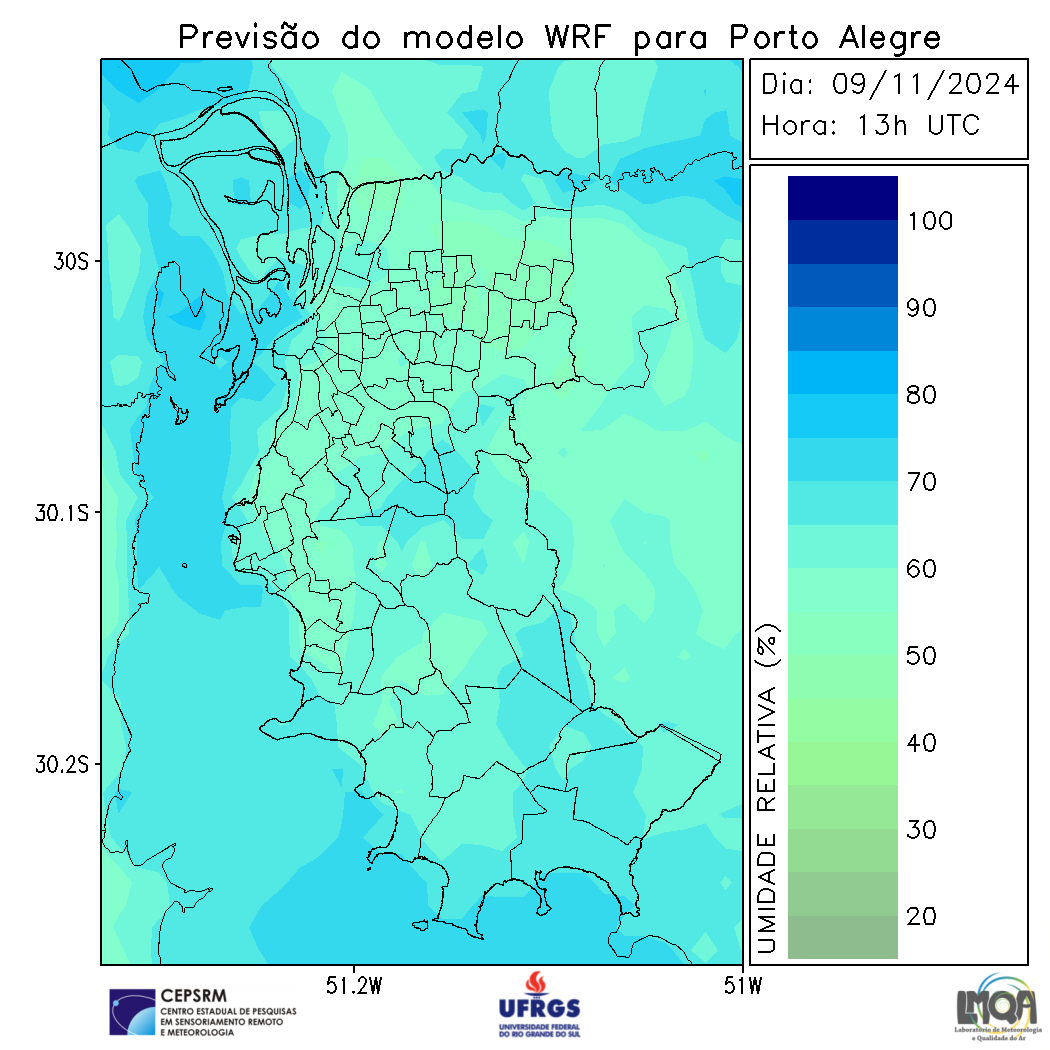 Previsão do modelo WRF para Porto Alegre
Dia: 09/11/2024
Hora: 13h UTC
30S
30.1S
30.2S
51.2W
51W
UMIDADE RELATIVA (%)
100
90
80
70
60
50
40
30
20
CEPSRM
CENTRO ESTADUAL DE PESQUISAS
EM SENSORIAMENTO REMOTO
E METEOROLOGIA
UFRGS
UNIVERSIDADE FEDERAL
DO RIO GRANDE DO SUL
LMQA
Laboratório de Meteorologia
e Qualidade do Ar